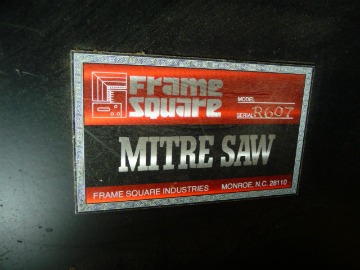 Frame
Square
MODEL
SERIAL R607
MITRE SAW
FRAME SQUARE INDUSTRIES MONROE, N.C. 28110